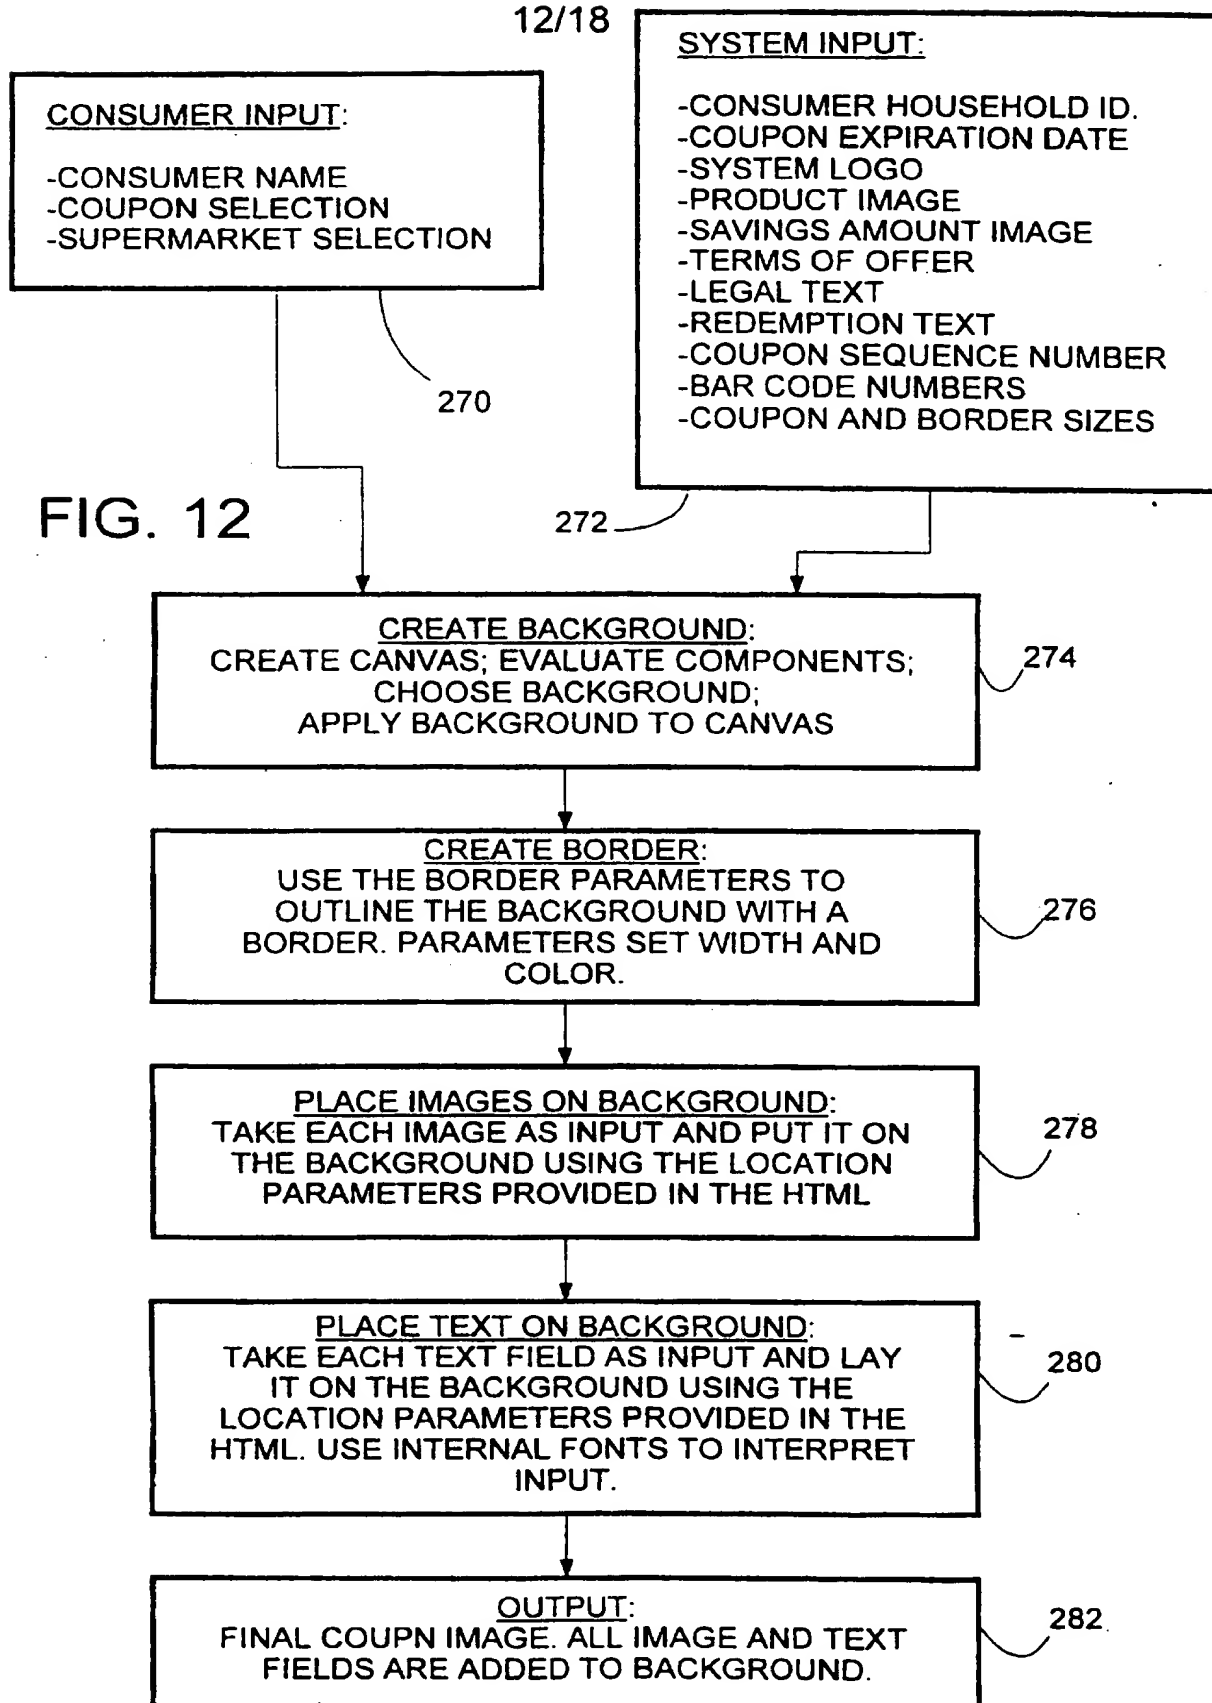 12/18
CONSUMER INPUT:
-CONSUMER NAME
-COUPON SELECTION
-SUPERMARKET SELECTION
270
SYSTEM INPUT:
-CONSUMER HOUSEHOLD ID.
-COUPON EXPIRATION DATE
-SYSTEM LOGO
-PRODUCT IMAGE
-SAVINGS AMOUNT IMAGE
-TERMS OF OFFER
-LEGAL TEXT
-REDEMPTION TEXT
-COUPON SEQUENCE NUMBER
-BAR CODE NUMBERS
-COUPON AND BORDER SIZES
272
FIG. 12
CREATE BACKGROUND:
CREATE CANVAS; EVALUATE COMPONENTS;
CHOOSE BACKGROUND;
APPLY BACKGROUND TO CANVAS
274
CREATE BORDER:
USE THE BORDER PARAMETERS TO
OUTLINE THE BACKGROUND WITH A
BORDER. PARAMETERS SET WIDTH AND
COLOR.
276
PLACE IMAGES ON BACKGROUND:
TAKE EACH IMAGE AS INPUT AND PUT IT ON
THE BACKGROUND USING THE LOCATION
PARAMETERS PROVIDED IN THE HTML
278
PLACE TEXT ON BACKGROUND:
TAKE EACH TEXT FIELD AS INPUT AND LAY
IT ON THE BACKGROUND USING THE
LOCATION PARAMETERS PROVIDED IN THE
HTML. USE INTERNAL FONTS TO INTERPRET
INPUT.
280
OUTPUT:
FINAL COUPN IMAGE. ALL IMAGE AND TEXT
FIELDS ARE ADDED TO BACKGROUND.
282